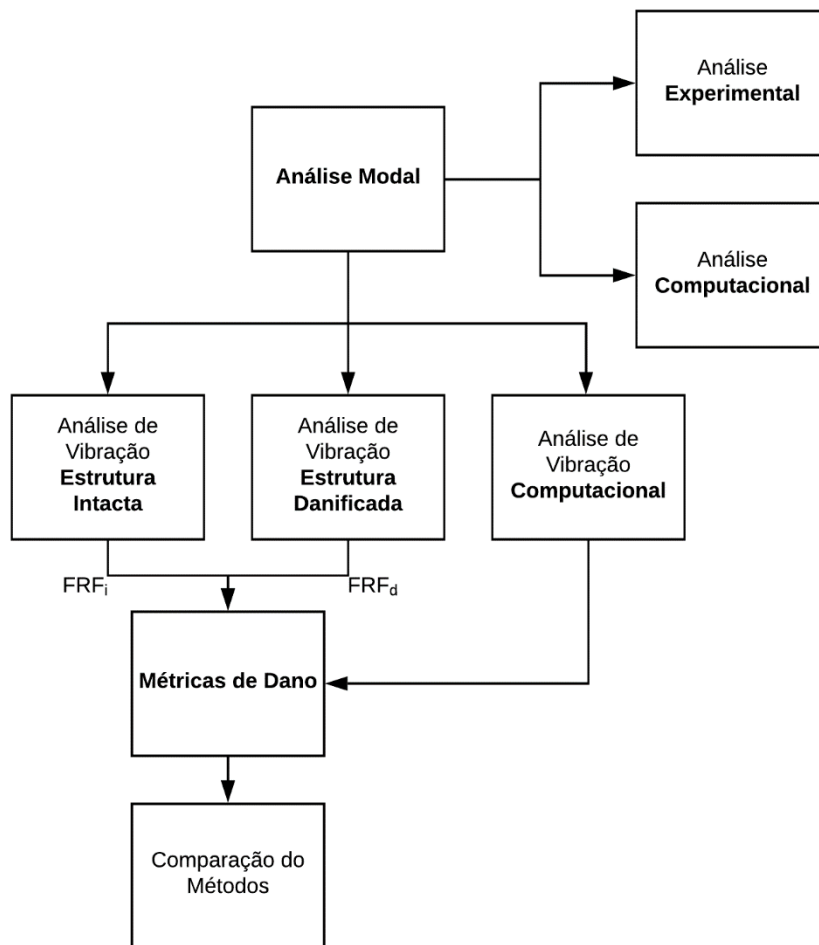 Análise
Experimental
Análise Modal
Análise
Computacional
Análise de
Vibração
Estrutura
Intacta
Análise de
Vibração
Estrutura
Danificada
Análise de
Vibração
Computacional
FRFi
FRFd
Métricas de Dano
Comparação do
Métodos